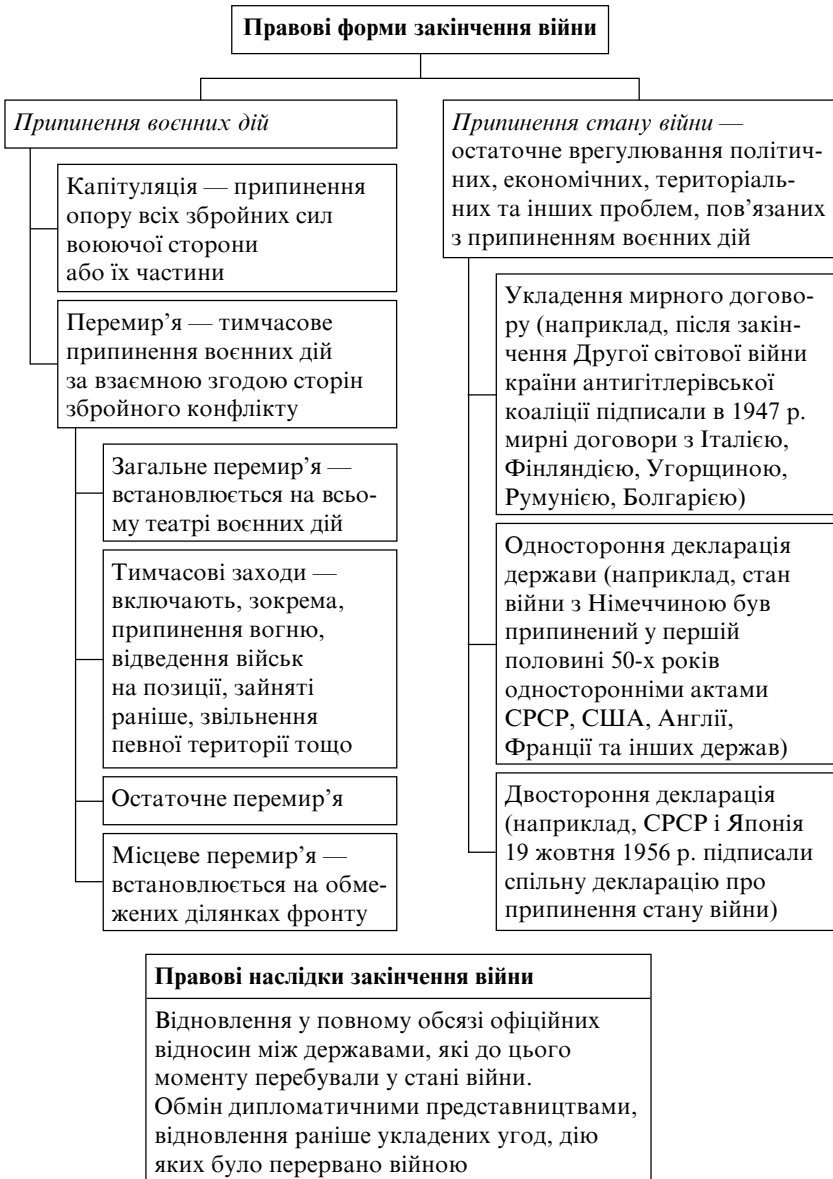 Правові форми закінчення війни
Припинення воєнних дій
Капітуляція — припинення
опору всіх збройних сил
воюючої сторони
або їх частини
Перемир’я — тимчасове
припинення воєнних дій
за взаємною згодою сторін
збройного конфлікту
Загальне перемир’я —
встановлюється на всьо-
му театрі воєнних дій
Тимчасові заходи —
включають, зокрема,
припинення вогню,
відведення військ
на позиції, зайняті
раніше, звільнення
певної території тощо
Остаточне перемир’я
Місцеве перемир’я —
встановлюється на обме-
жених ділянках фронту
Припинення стану війни —
остаточне врегулювання політич-
них, економічних, територіаль-
них та інших проблем, пов’язаних
з припиненням воєнних дій
Укладення мирного догово-
ру (наприклад, після закін-
чення Другої світової війни
країни антигітлерівської
коаліції підписали в 1947 р.
мирні договори з Італією,
Фінляндією, Угорщиною,
Румунією, Болгарією)
Одностороння декларація
держави (наприклад, стан
війни з Німеччиною був
припинений у першій
половині 50-х років
односторонніми актами
СРСР, США, Англії,
Франції та інших держав)
Двостороння декларація
(наприклад, СРСР і Японія
19 жовтня 1956 р. підписали
спільну декларацію про
припинення стану війни)
Правові наслідки закінчення війни
Відновлення у повному обсязі офіційних
відносин між державами, які до цього
моменту перебували у стані війни.
Обмін дипломатичними представництвами,
відновлення раніше укладених угод, дію
яких було перервано війною